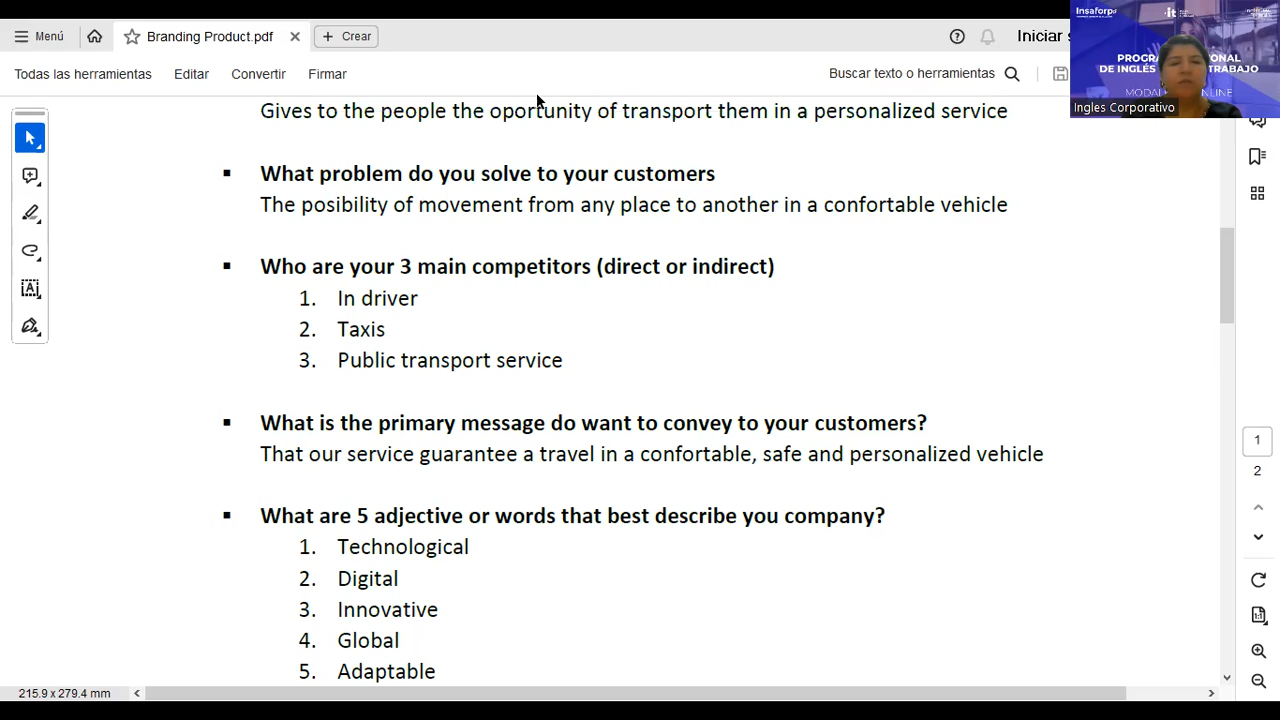 Menú
Branding Product.pdf
Crear
Iniciar s
Todas las herramientas
Editar
Convertir
Firmar
Buscar texto o herramientas
Insaforp
it
PROGRA ONAL
DE INGLÉS TRABAJO
Ingles Corporativo
Gives to the people the oportunity of transport them in a personalized service
▪ What problem do you solve to your customers
The posibility of movement from any place to another in a confortable vehicle
▪ Who are your 3 main competitors (direct or indirect)
1. In driver
2. Taxis
3. Public transport service
▪ What is the primary message do want to convey to your customers?
That our service guarantee a travel in a confortable, safe and personalized vehicle
▪ What are 5 adjective or words that best describe you company?
1. Technological
2. Digital
3. Innovative
4. Global
5. Adaptable
1
2
215.9 x 279.4 mm